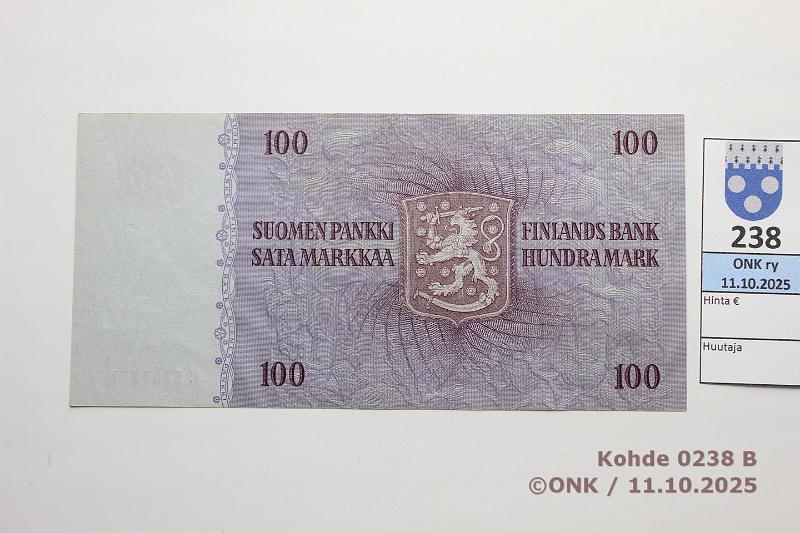 100
100
SUOMEN PANKKI
SATA MARKKAA
FINLANDS BANK
HUNDRA MARK
100
100
238
ONK ry
11.10.2025
Hinta €
Huutaja
Kohde 0238 B
©ONK / 11.10.2025